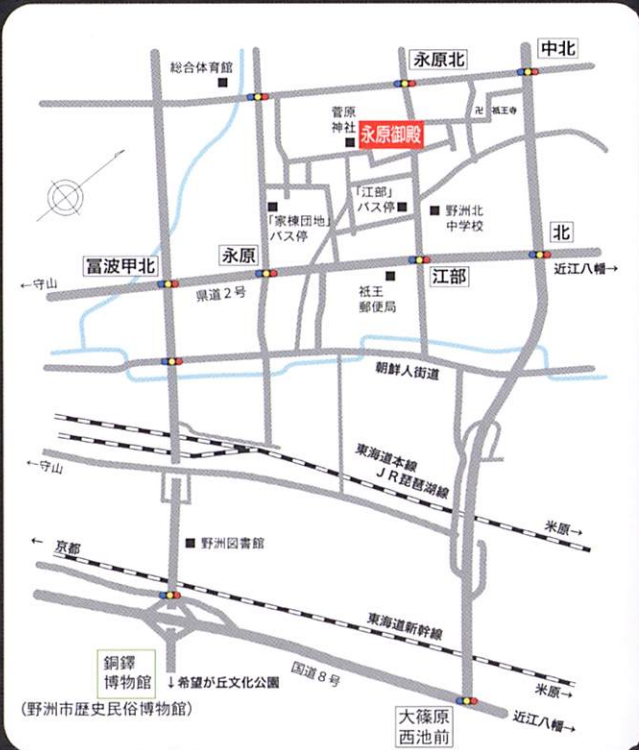 総合体育館
永原北
中北
菅原
神社
永原御殿
卍 祇王寺
「家棟団地」
バス停
「江部」
バス停
野洲北
中学校
冨波甲北
永原
江部
北
←守山
県道2号
祇王
郵便局
近江八幡→
朝鮮人街道
←守山
東海道本線
JR琵琶湖線
米原→
野洲図書館
←京都
東海道新幹線
米原→
銅鐸
博物館
(野洲市歴史民俗博物館)
↓希望が丘文化公園
国道8号
大篠原
西池前
近江八幡→